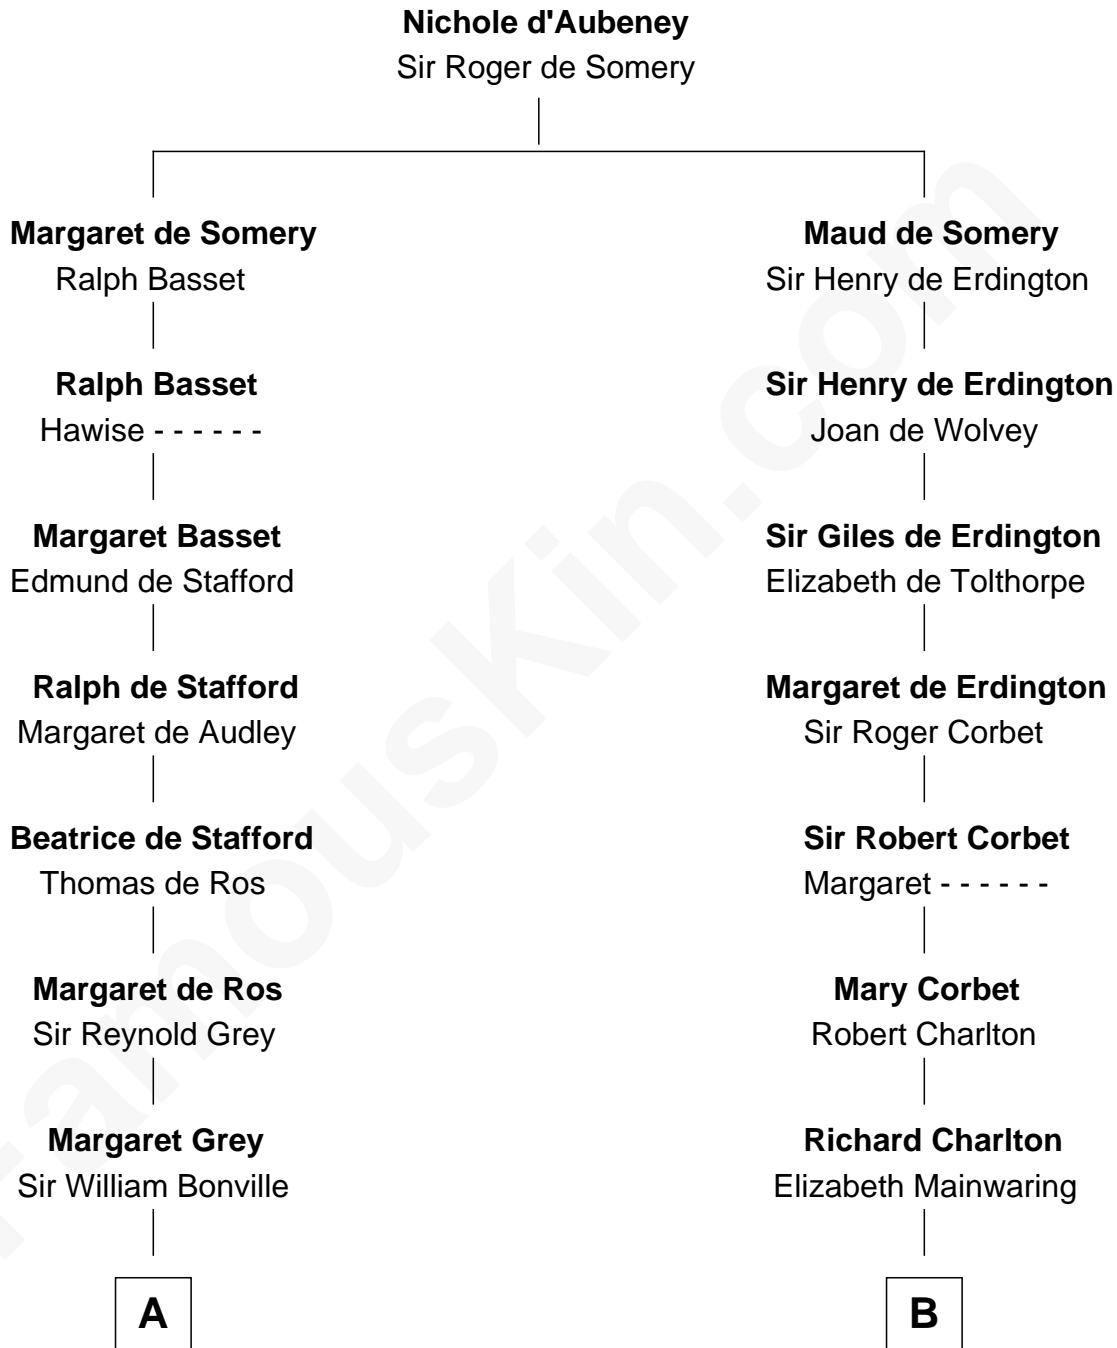 Nichole d'Aubeney
Sir Roger de Somery
Margaret de Somery
Ralph Basset
Maud de Somery
Sir Henry de Erdington
Ralph Basset
Hawise - - - - - -
Sir Henry de Erdington
Joan de Wolvey
Margaret Basset
Edmund de Stafford
Sir Giles de Erdington
Elizabeth de Tolthorpe
Ralph de Stafford
Margaret de Audley
Margaret de Erdington
Sir Roger Corbet
Beatrice de Stafford
Thomas de Ros
Sir Robert Corbet
Margaret - - - - - -
Margaret de Ros
Sir Reynold Grey
Mary Corbet
Robert Charlton
Margaret Grey
Sir William Bonville
Richard Charlton
Elizabeth Mainwaring
A
B
FamousKin.com